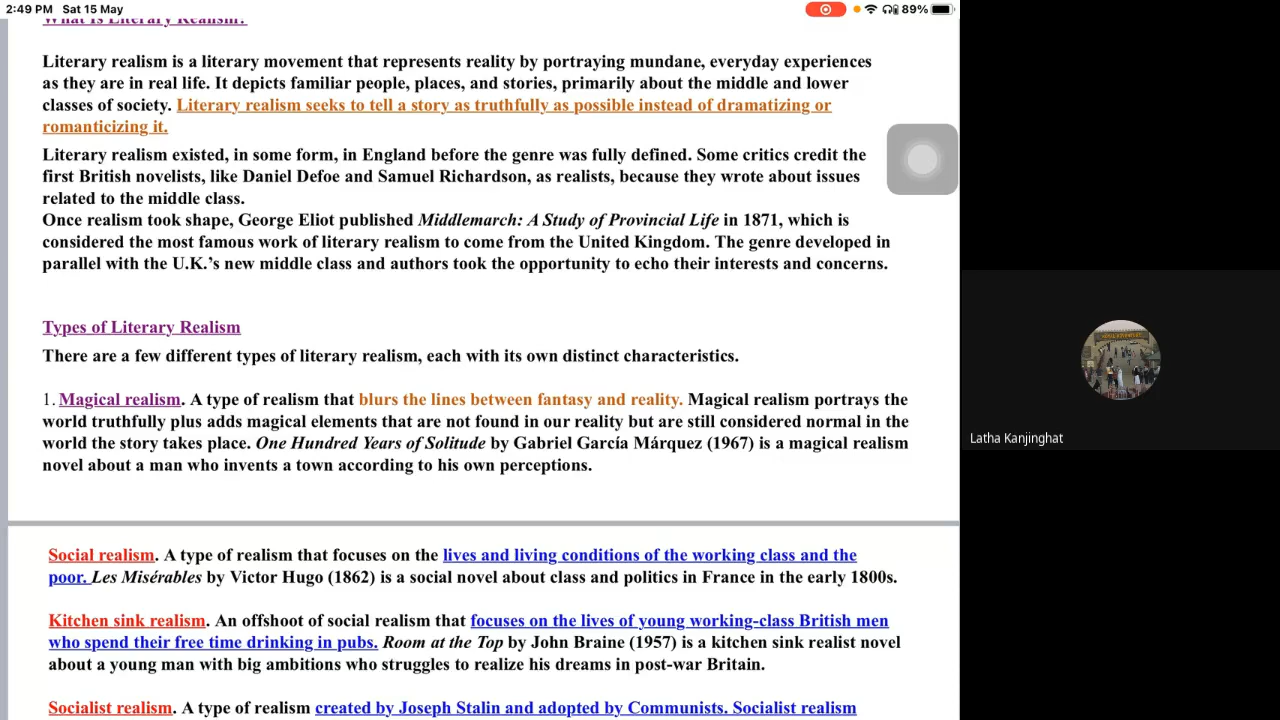 2:49 PM Sat 15 May
89%
What Is Literary Realism?
Literary realism is a literary movement that represents reality by portraying mundane, everyday experiences
as they are in real life. It depicts familiar people, places, and stories, primarily about the middle and lower
classes of society. Literary realism seeks to tell a story as truthfully as possible instead of dramatizing or
romanticizing it.
Literary realism existed, in some form, in England before the genre was fully defined. Some critics credit the
first British novelists, like Daniel Defoe and Samuel Richardson, as realists, because they wrote about issues
related to the middle class.
Once realism took shape, George Eliot published Middlemarch: A Study of Provincial Life in 1871, which is
considered the most famous work of literary realism to come from the United Kingdom. The genre developed in
parallel with the U.K.’s new middle class and authors took the opportunity to echo their interests and concerns.
Types of Literary Realism
There are a few different types of literary realism, each with its own distinct characteristics.
1. Magical realism. A type of realism that blurs the lines between fantasy and reality. Magical realism portrays the
world truthfully plus adds magical elements that are not found in our reality but are still considered normal in the
world the story takes place. One Hundred Years of Solitude by Gabriel García Márquez (1967) is a magical realism
novel about a man who invents a town according to his own perceptions.
Latha Kanjinghat
Social realism. A type of realism that focuses on the lives and living conditions of the working class and the
poor. Les Misérables by Victor Hugo (1862) is a social novel about class and politics in France in the early 1800s.
Kitchen sink realism. An offshoot of social realism that focuses on the lives of young working-class British men
who spend their free time drinking in pubs. Room at the Top by John Braine (1957) is a kitchen sink realist novel
about a young man with big ambitions who struggles to realize his dreams in post-war Britain.
Socialist realism. A type of realism created by Joseph Stalin and adopted by Communists. Socialist realism